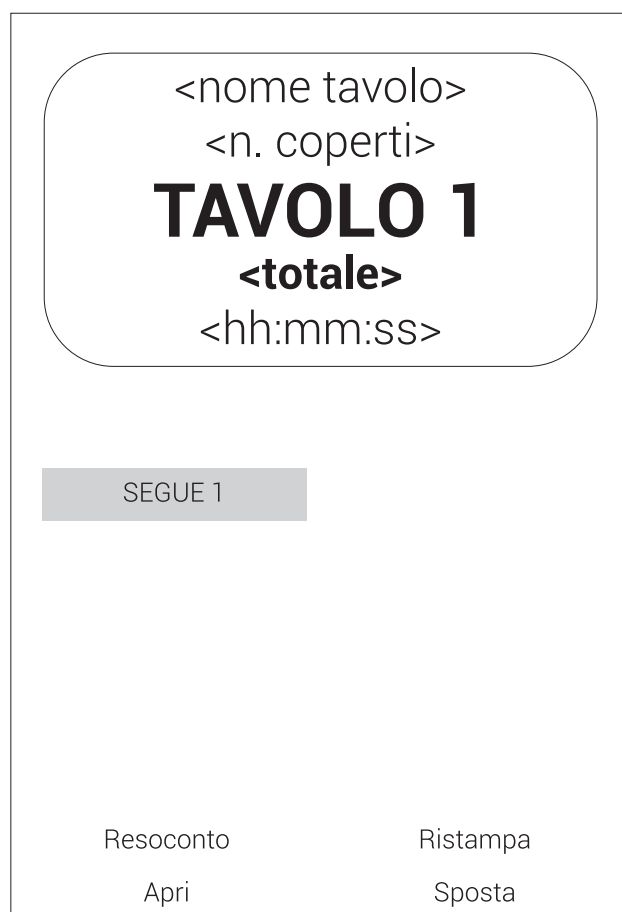 <nome tavolo>
<n. coperti>
TAVOLO 1
<totale>
<hh:mm:ss>
SEGUE 1
Resoconto Ristampa
Apri Sposta